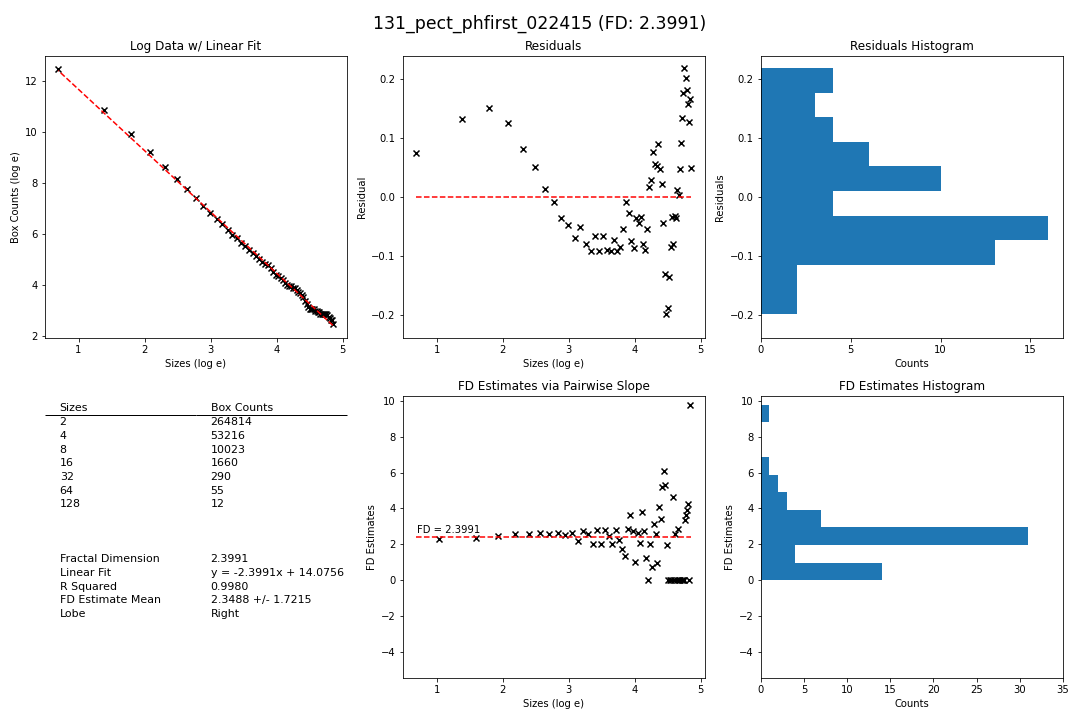 131_pect_phfirst_022415 (FD: 2.3991)
Log Data w/ Linear Fit
Box Counts (log e)
12
10
8
6
4
2
1 2 3 4 5
Sizes (log e)
Residuals
Residual
0.2
0.1
0.0
−0.1
−0.2
1 2 3 4 5
Sizes (log e)
Residuals Histogram
Residuals
0.2
0.1
0.0
−0.1
−0.2
0 5 10 15
Counts
Sizes Box Counts
2 264814
4 53216
8 10023
16 1660
32 290
64 55
128 12
Fractal Dimension 2.3991
Linear Fit y = -2.3991x + 14.0756
R Squared 0.9980
FD Estimate Mean 2.3488 +/- 1.7215
Lobe Right
FD Estimates via Pairwise Slope
FD Estimates
10
8
6
4
2
0
−2
−4
FD = 2.3991
1 2 3 4 5
Sizes (log e)
FD Estimates Histogram
FD Estimates
10
8
6
4
2
0
−2
−4
0 5 10 15 20 25 30 35
Counts